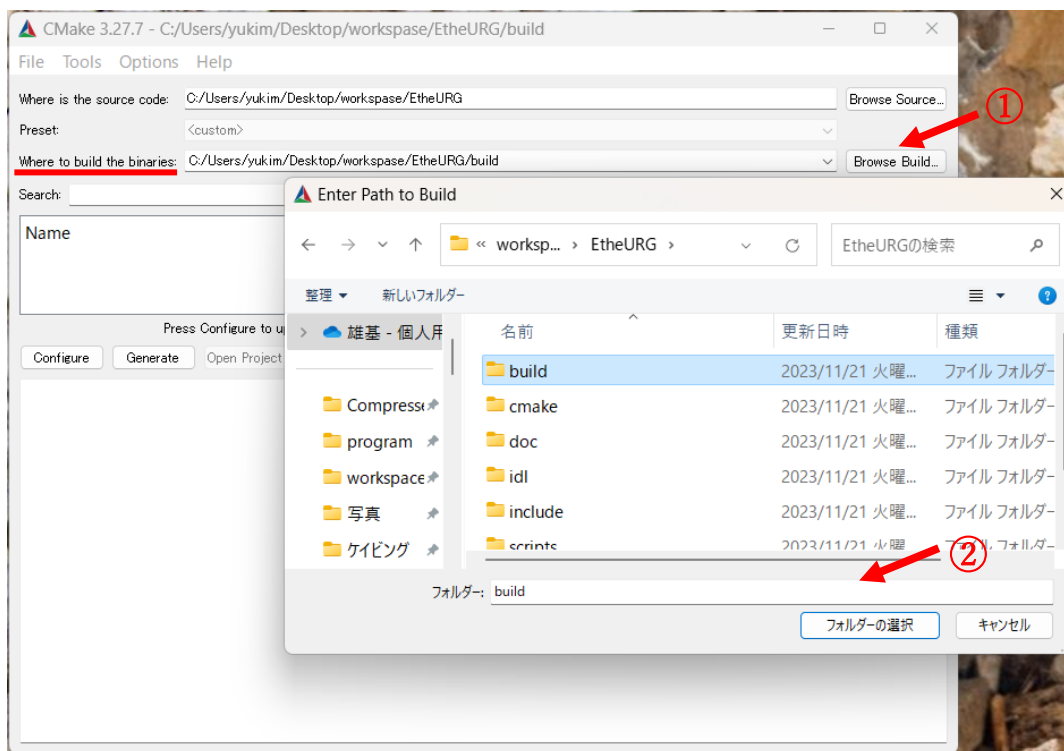 CMake 3.27.7 - C:/Users/yukim/Desktop/workspase/EtheURG/build
File Tools Options Help
Where is the source code: C:/Users/yukim/Desktop/workspase/EtheURG Browse Source...
①
Preset: <custom>
Where to build the binaries: C:/Users/yukim/Desktop/workspase/EtheURG/build Browse Build...
Search:
Enter Path to Build
Name
« worksp... › EtheURG › EtheURGの検索
整理 新しいフォルダー
Press Configure to
雄基 - 個人用
名前 更新日時 種類
Configure Generate Open Project
build 2023/11/21 火曜... ファイル フォルダー
Compresse cmake 2023/11/21 火曜... ファイル フォルダー
program doc 2023/11/21 火曜... ファイル フォルダー
workspace idl 2023/11/21 火曜... ファイル フォルダー
写真 include 2023/11/21 火曜... ファイル フォルダー
ケイビング scripts 2023/11/21 火曜 ファイル フォルダー
②
フォルダー: build
フォルダーの選択 キャンセル